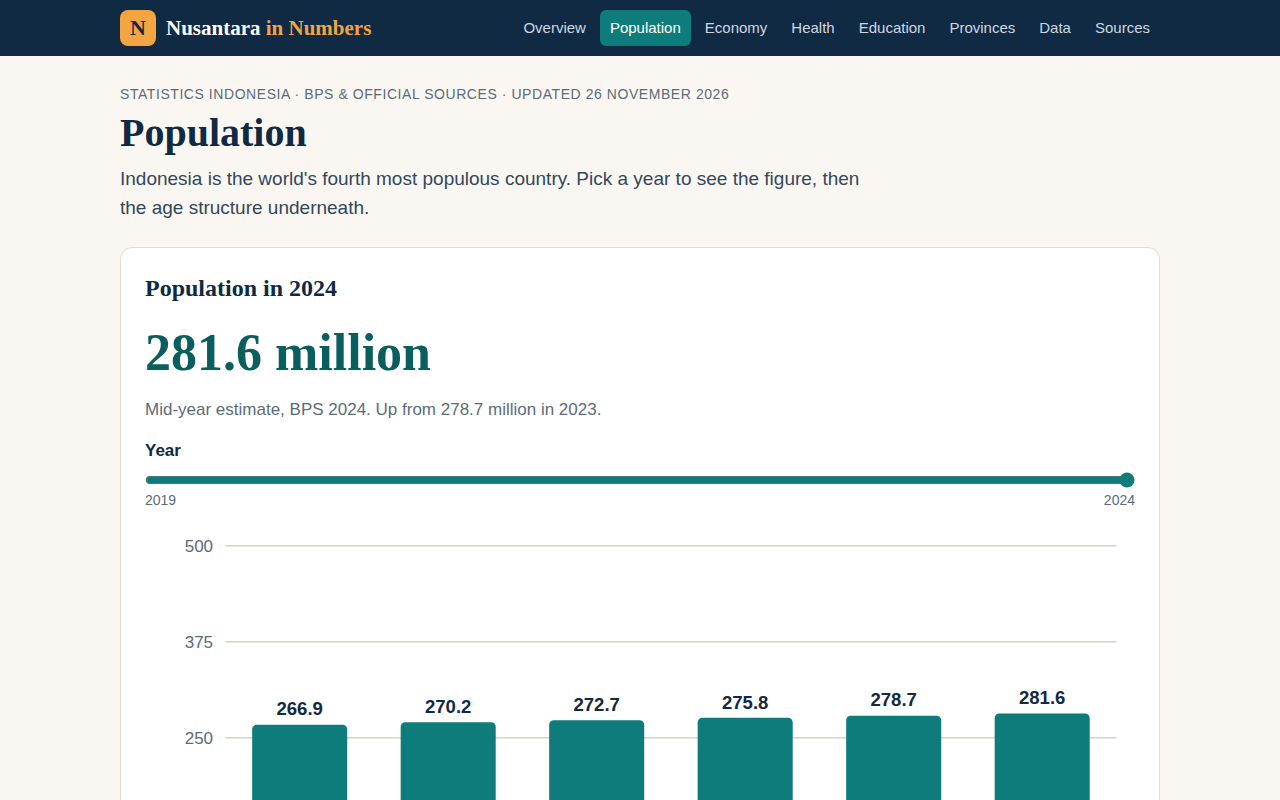 N Nusantara in Numbers Overview Population Economy Health Education Provinces Data Sources
STATISTICS INDONESIA · BPS & OFFICIAL SOURCES · UPDATED 26 NOVEMBER 2026
Population
Indonesia is the world's fourth most populous country. Pick a year to see the figure, then
the age structure underneath.
Population in 2024
281.6 million
Mid-year estimate, BPS 2024. Up from 278.7 million in 2023.
Year
2019 2024
500
375
266.9 270.2 272.7 275.8 278.7 281.6
250